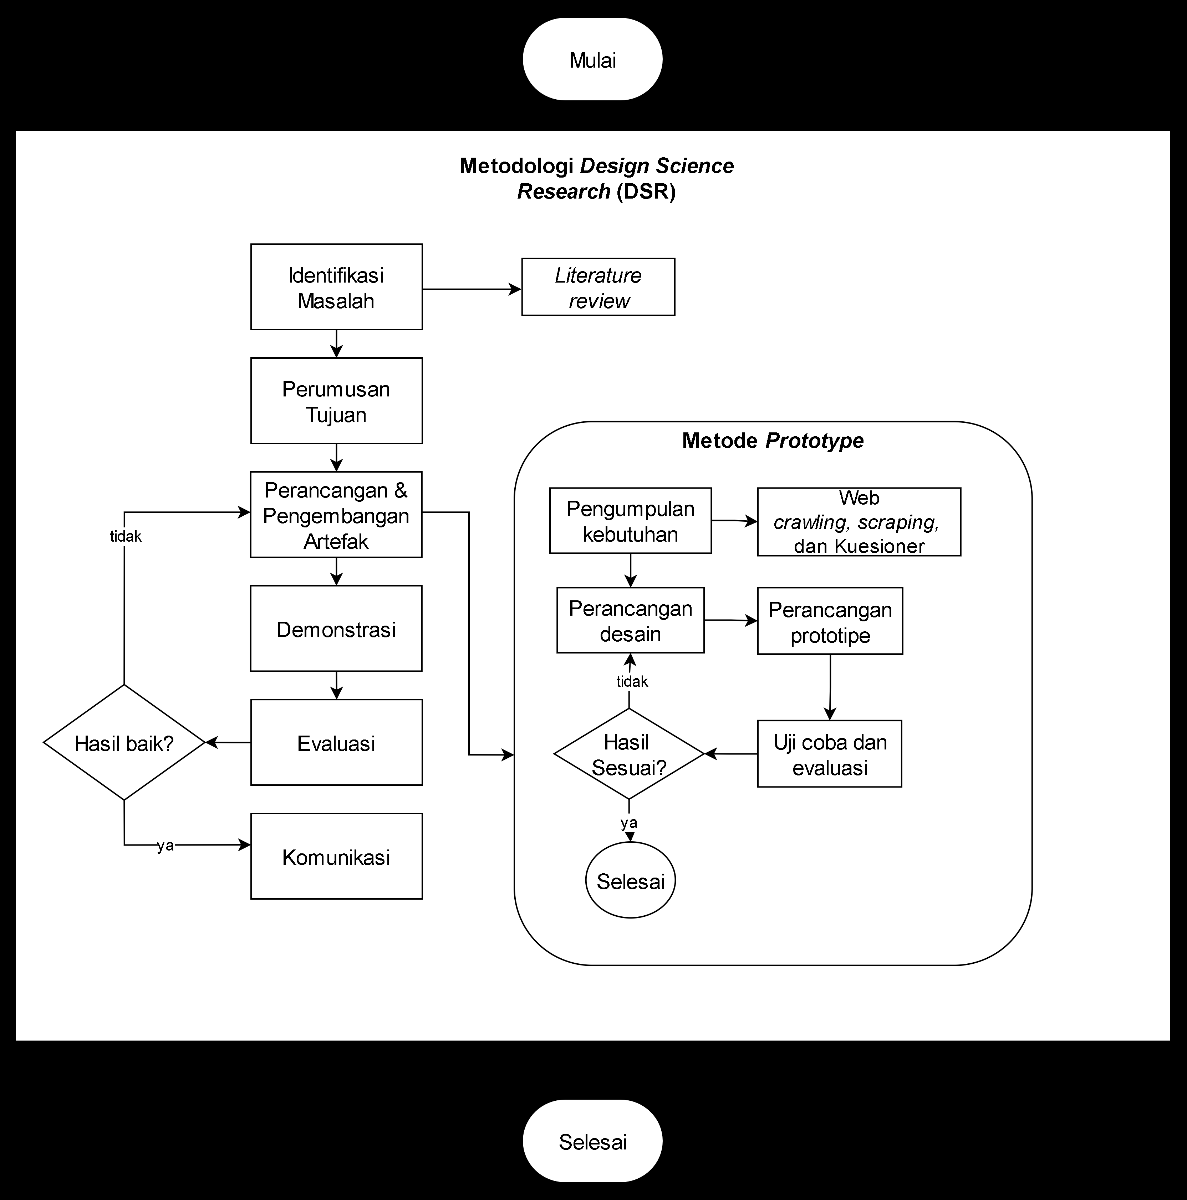 Mulai
Metodologi Design Science
Research (DSR)
Identifikasi
Masalah
Literature
review
Perumusan
Tujuan
Perancangan &
Pengembangan
Artefak
tidak
Demonstrasi
Evaluasi
Hasil baik?
ya
Komunikasi
Metode Prototype
Pengumpulan
kebutuhan
Web
crawling, scraping,
dan Kuesioner
Perancangan
desain
Perancangan
prototipe
tidak
Hasil
Sesuai?
Uji coba dan
evaluasi
ya
Selesai
Selesai